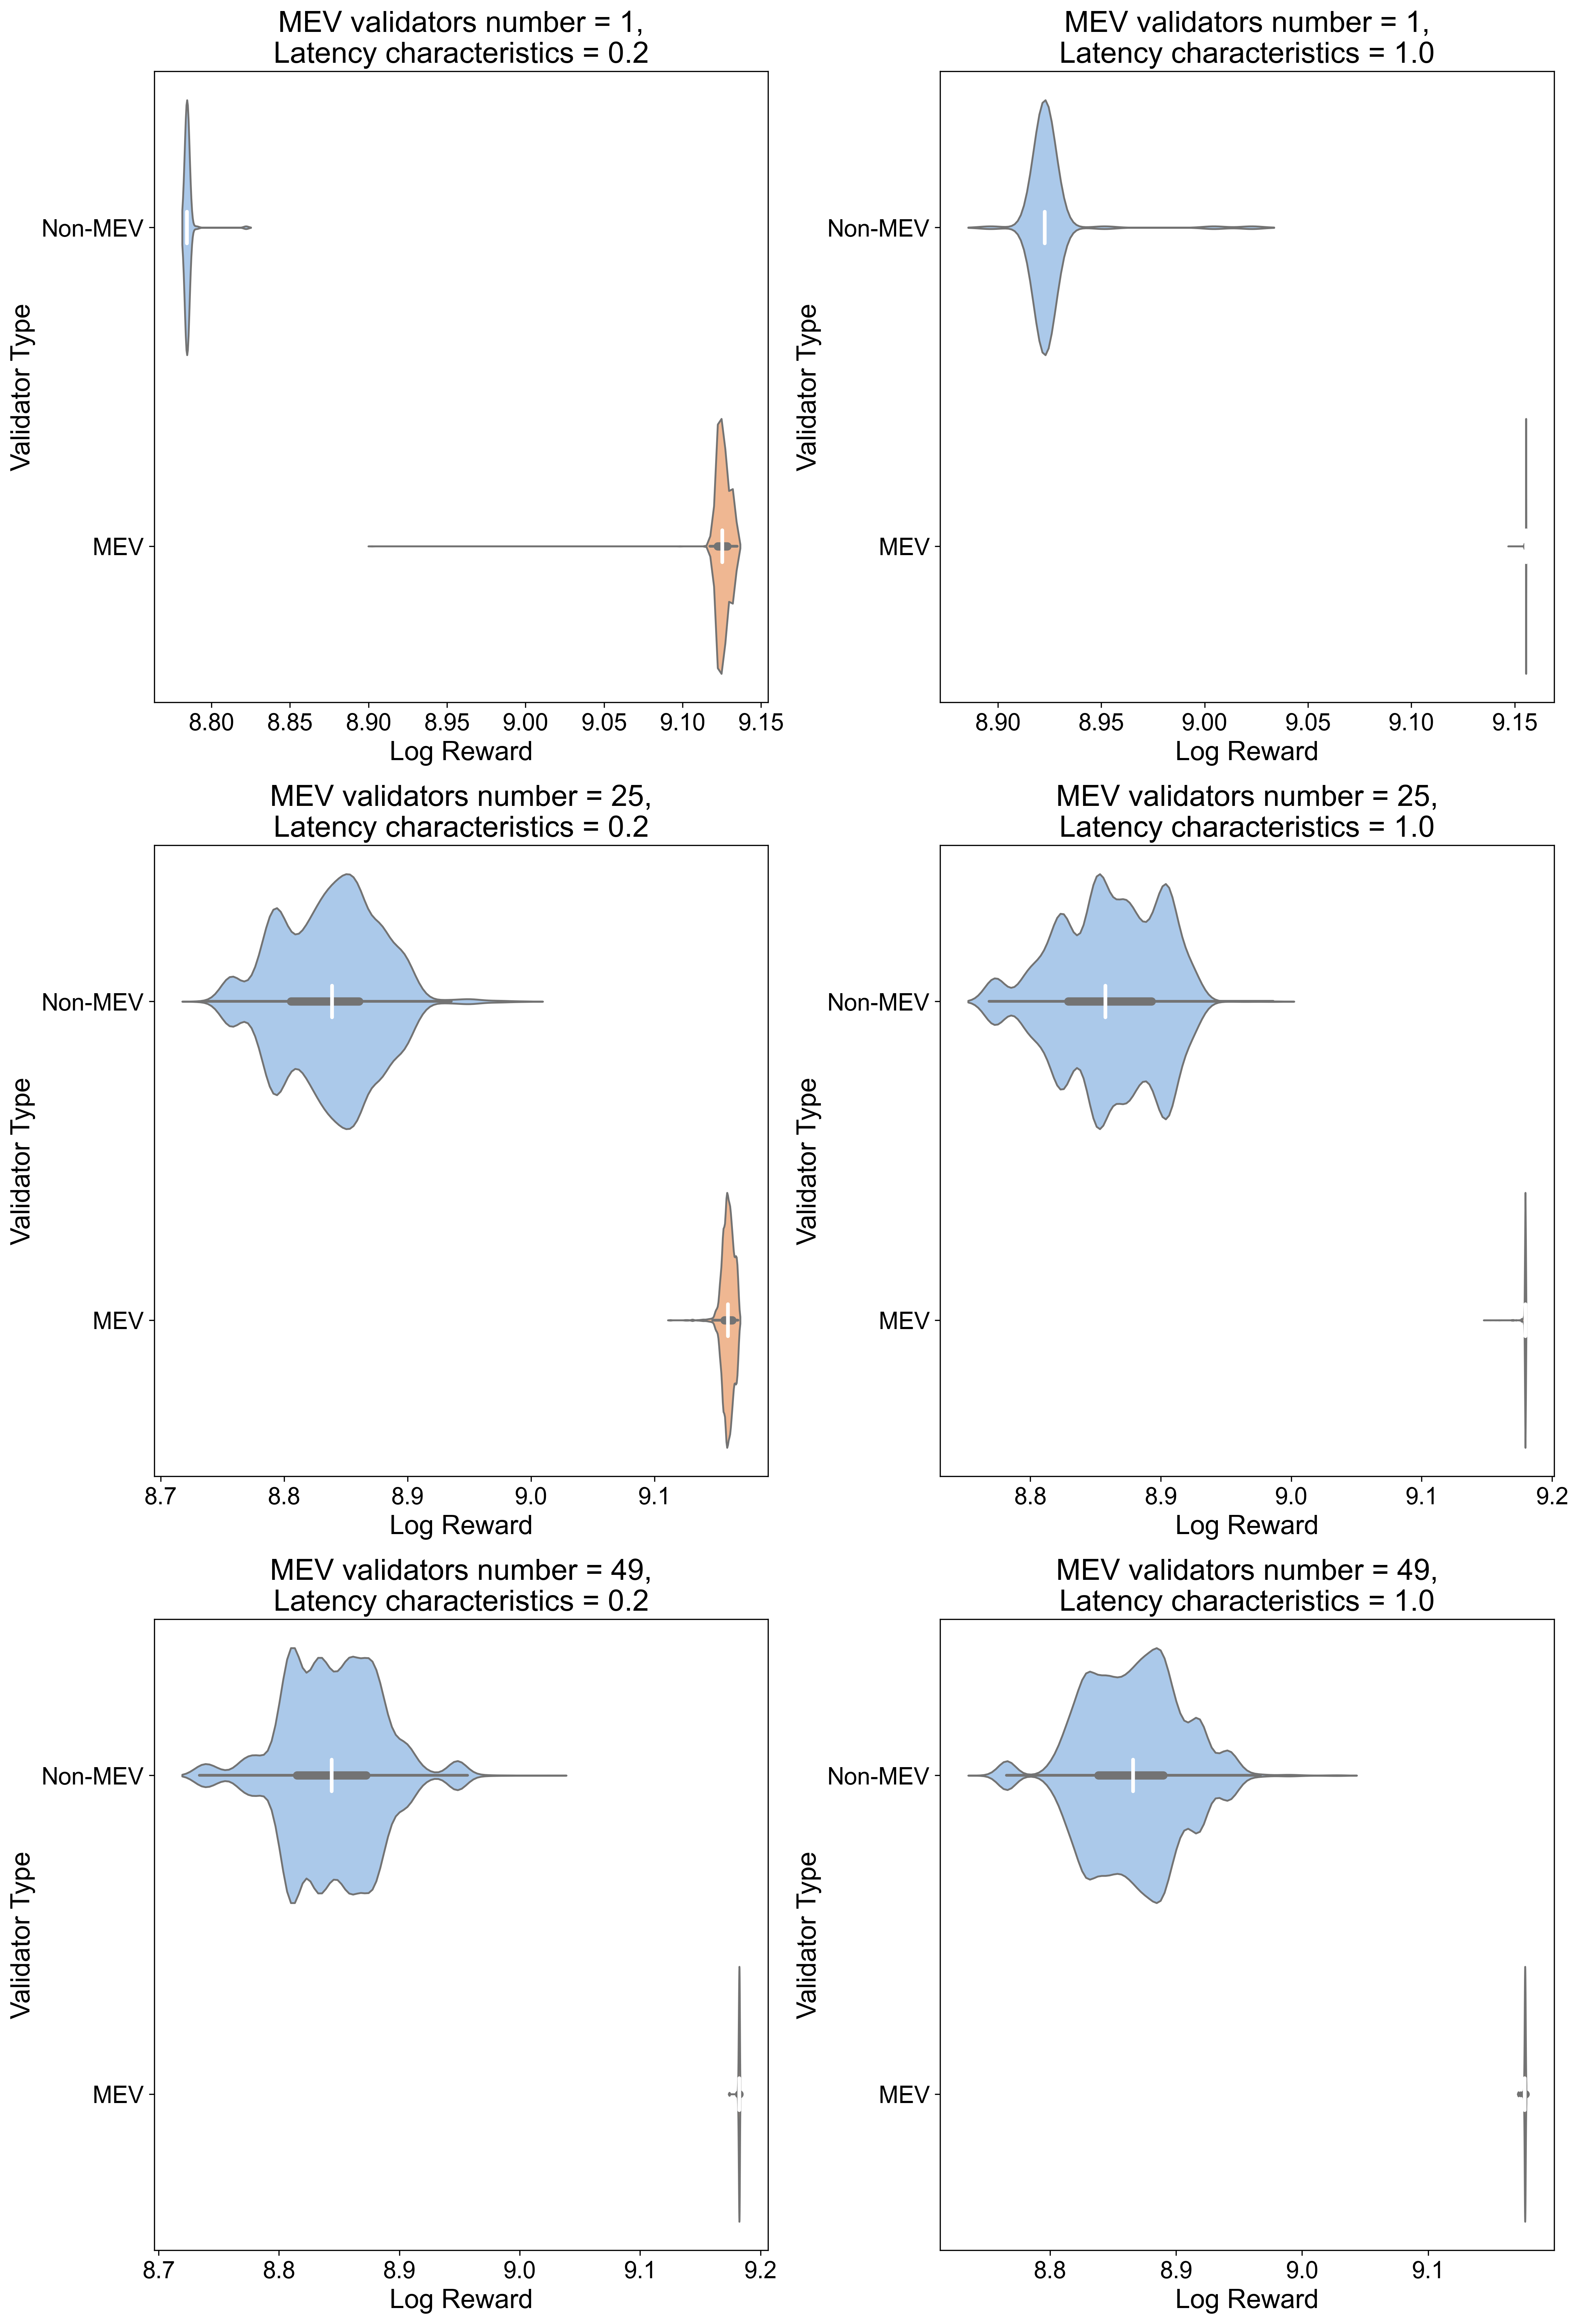 MEV validators number = 1,
Latency characteristics = 0.2
Validator Type
Non-MEV
MEV
8.80 8.85 8.90 8.95 9.00 9.05 9.10 9.15
Log Reward
MEV validators number = 1,
Latency characteristics = 1.0
Validator Type
Non-MEV
MEV
8.90 8.95 9.00 9.05 9.10 9.15
Log Reward
MEV validators number = 25,
Latency characteristics = 0.2
Validator Type
Non-MEV
MEV
8.7 8.8 8.9 9.0 9.1
Log Reward
MEV validators number = 25,
Latency characteristics = 1.0
Validator Type
Non-MEV
MEV
8.8 8.9 9.0 9.1 9.2
Log Reward
MEV validators number = 49,
Latency characteristics = 0.2
Validator Type
Non-MEV
MEV
8.7 8.8 8.9 9.0 9.1 9.2
Log Reward
MEV validators number = 49,
Latency characteristics = 1.0
Validator Type
Non-MEV
MEV
8.8 8.9 9.0 9.1
Log Reward